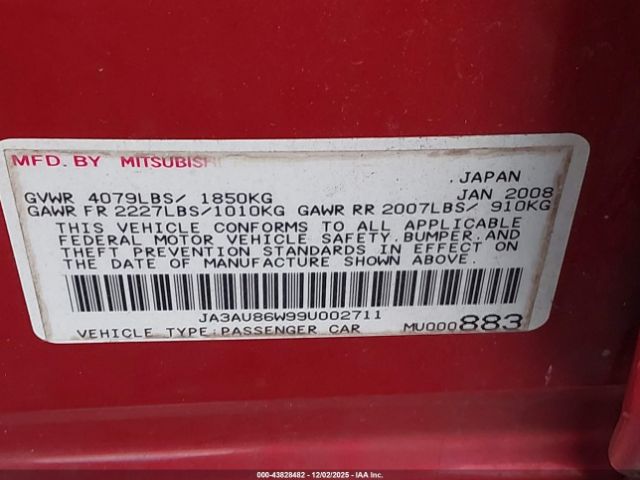 MFD. BY MITSUBISHI
JAPAN
GVWR 4079LBS/ 1850KG JAN 2008
GAWR FR 2227LBS/1010KG GAWR RR 2007LBS/ 910KG
THIS VEHICLE CONFORMS TO ALL APPLICABLE
FEDERAL MOTOR VEHICLE SAFETY,BUMPER,AND
THEFT PREVENTION STANDARDS IN EFFECT ON
THE DATE OF MANUFACTURE SHOWN ABOVE.
JA3AU86W99U002711
VEHICLE TYPE:PASSENGER CAR MU000883
000-43828482 - 12/02/2025 - IAA Inc.